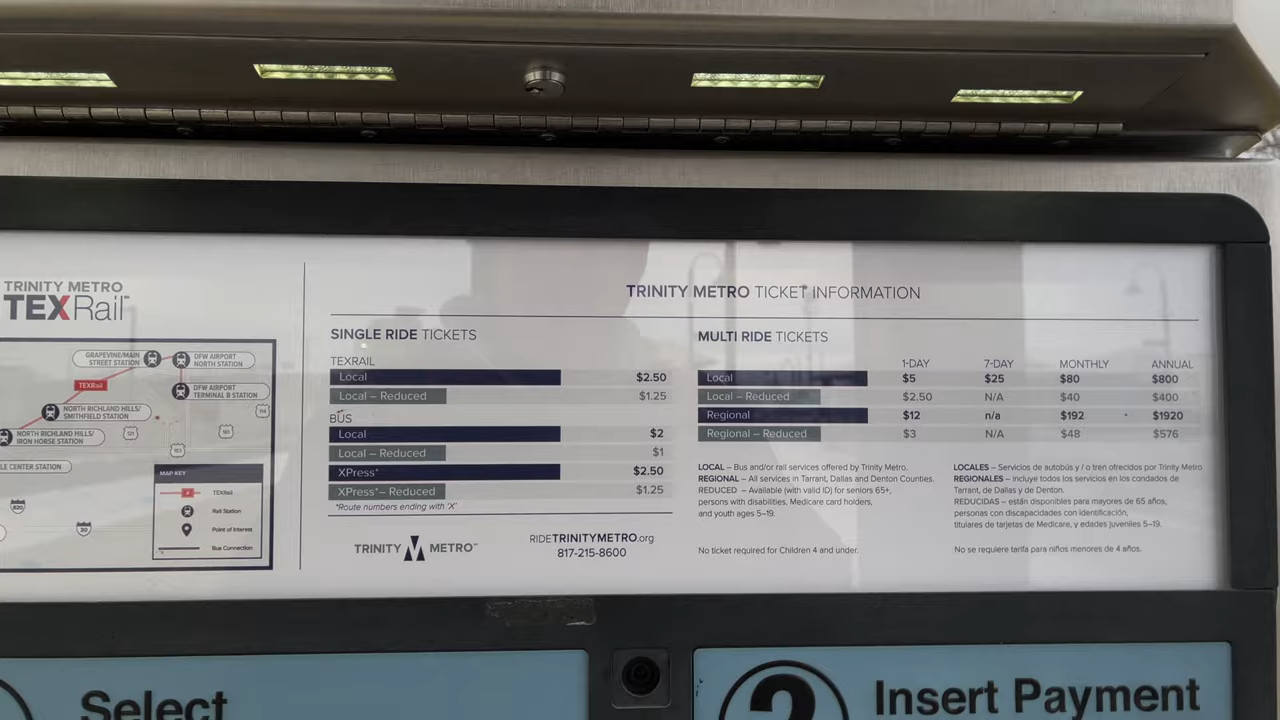 TRINITY METRO
TEXRail
GRAPEVINE/MAIN
STREET STATION
DFW AIRPORT
NORTH STATION
TEXRail
DFW AIRPORT
TERMINAL B STATION
NORTH RICHLAND HILLS/
SMITHFIELD STATION
114
121
183
NORTH RICHLAND HILLS/
IRON HORSE STATION
LE CENTER STATION
820
30
MAP KEY
TEXRail
Rail Station
Point of Interest
Bus Connection
TRINITY METRO TICKET INFORMATION
SINGLE RIDE TICKETS
TEXRAIL
Local $2.50
Local – Reduced $1.25
BUS
Local $2
Local – Reduced $1
XPress* $2.50
XPress*– Reduced $1.25
*Route numbers ending with 'X'
TRINITY METRO
RIDETRINITYMETRO.org
817-215-8600
MULTI RIDE TICKETS
1-DAY 7-DAY MONTHLY ANNUAL
Local $5 $25 $80 $800
Local – Reduced $2.50 N/A $40 $400
Regional $12 n/a $192 $1920
Regional – Reduced $3 N/A $48 $576
LOCAL – Bus and/or rail services offered by Trinity Metro.
REGIONAL – All services in Tarrant, Dallas and Denton Counties.
REDUCED – Available (with valid ID) for seniors 65+,
persons with disabilities, Medicare card holders,
and youth ages 5–19.
No ticket required for Children 4 and under.
LOCALES – Servicios de autobús y / o tren ofrecidos por Trinity Metro
REGIONALES – incluye todos los servicios en los condados de
Tarrant, de Dallas y de Denton.
REDUCIDAS – están disponibles para mayores de 65 años,
personas con discapacidades con identificación,
titulares de tarjetas de Medicare, y edades juveniles 5–19.
No se requiere tarifa para niños menores de 4 años.
Select
2 Insert Payment